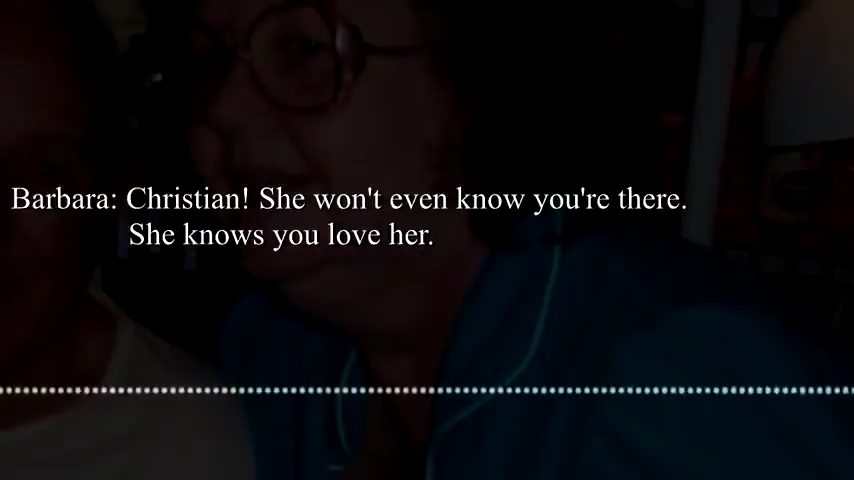 Barbara: Christian! She won't even know you're there.
She knows you love her.